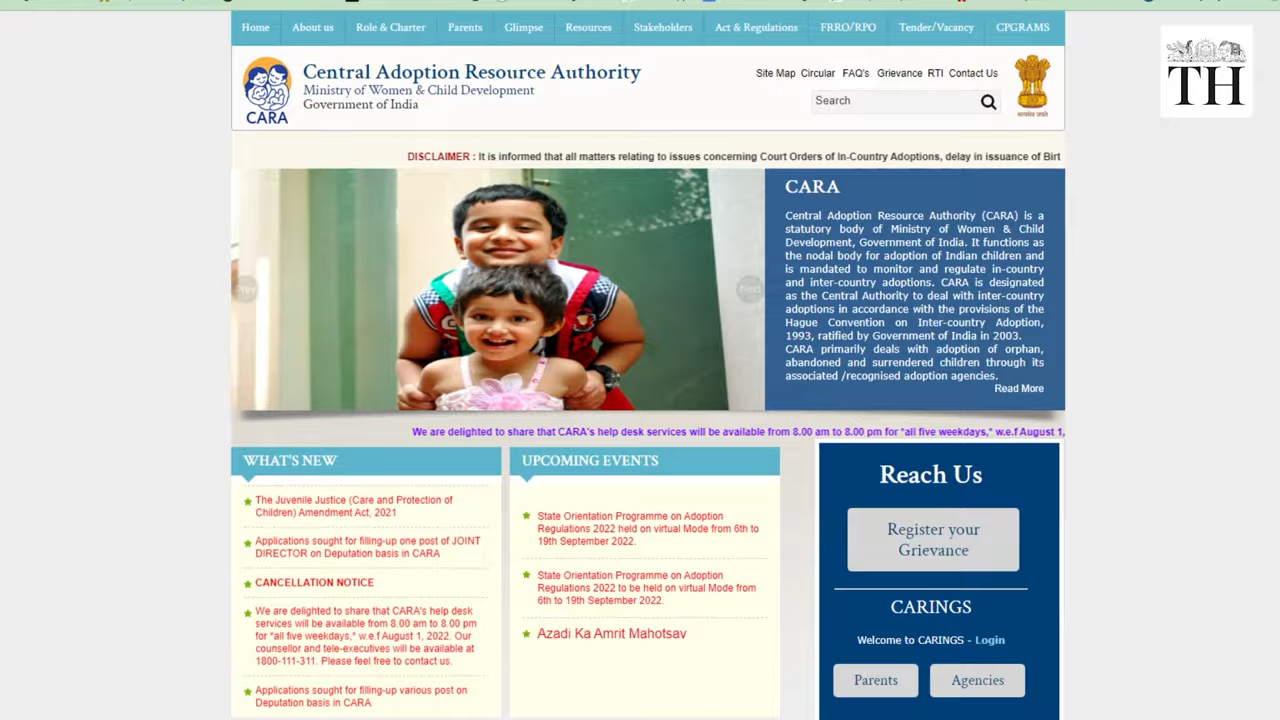 Home About us Role & Charter Parents Glimpse Resources Stakeholders Act & Regulations FRRO/RPO Tender/Vacancy CPGRAMS
TH
CARA
Central Adoption Resource Authority
Ministry of Women & Child Development
Government of India
Site Map Circular FAQ's Grievance RTI Contact Us
Search
सत्यमेव जयते
DISCLAIMER : It is informed that all matters relating to issues concerning Court Orders of In-Country Adoptions, delay in issuance of Birt
CARA
Central Adoption Resource Authority (CARA) is a
statutory body of Ministry of Women & Child
Development, Government of India. It functions as
the nodal body for adoption of Indian children and
is mandated to monitor and regulate in-country
and inter-country adoptions. CARA is designated
as the Central Authority to deal with inter-country
adoptions in accordance with the provisions of the
Hague Convention on Inter-country Adoption,
1993, ratified by Government of India in 2003.
CARA primarily deals with adoption of orphan,
abandoned and surrendered children through its
associated /recognised adoption agencies.
Read More
Next
We are delighted to share that CARA's help desk services will be available from 8.00 am to 8.00 pm for *all five weekdays,* w.e.f August 1,
WHAT'S NEW
The Juvenile Justice (Care and Protection of
Children) Amendment Act, 2021
Applications sought for filling-up one post of JOINT
DIRECTOR on Deputation basis in CARA
CANCELLATION NOTICE
We are delighted to share that CARA's help desk
services will be available from 8.00 am to 8.00 pm
for *all five weekdays, w.e.f August 1, 2022. Our
counsellor and tele-executives will be available at
1800-111-311. Please feel free to contact us.
Applications sought for filling-up various post on
Deputation basis in CARA
UPCOMING EVENTS
State Orientation Programme on Adoption
Regulations 2022 held on virtual Mode from 6th to
19th September 2022.
State Orientation Programme on Adoption
Regulations 2022 to be held on virtual Mode from
6th to 19th September 2022.
Azadi Ka Amrit Mahotsav
Reach Us
Register your
Grievance
CARINGS
Welcome to CARINGS - Login
Parents Agencies